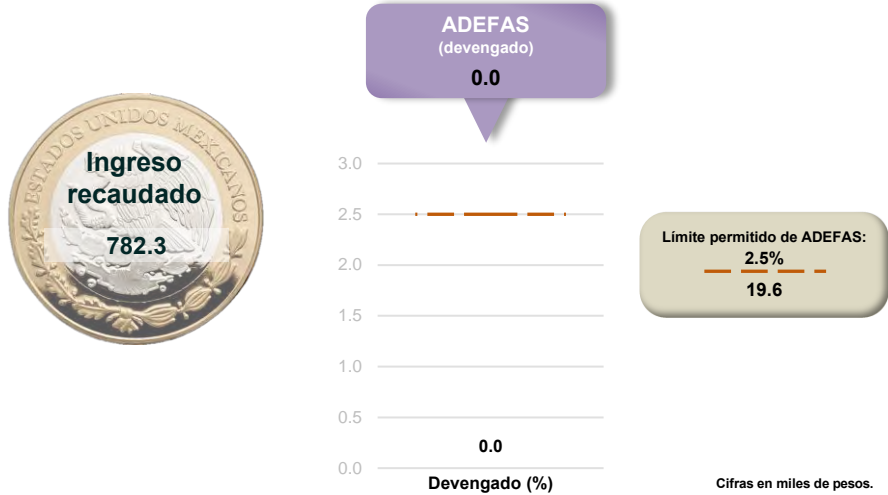 ADEFAS
(devengado)
0.0
ESTADOS UNIDOS MEXICANOS
Ingreso
recaudado
782.3
3.0
2.5
2.0
1.5
1.0
0.5
0.0
0.0
Devengado (%)
Límite permitido de ADEFAS:
2.5%
19.6
Cifras en miles de pesos.